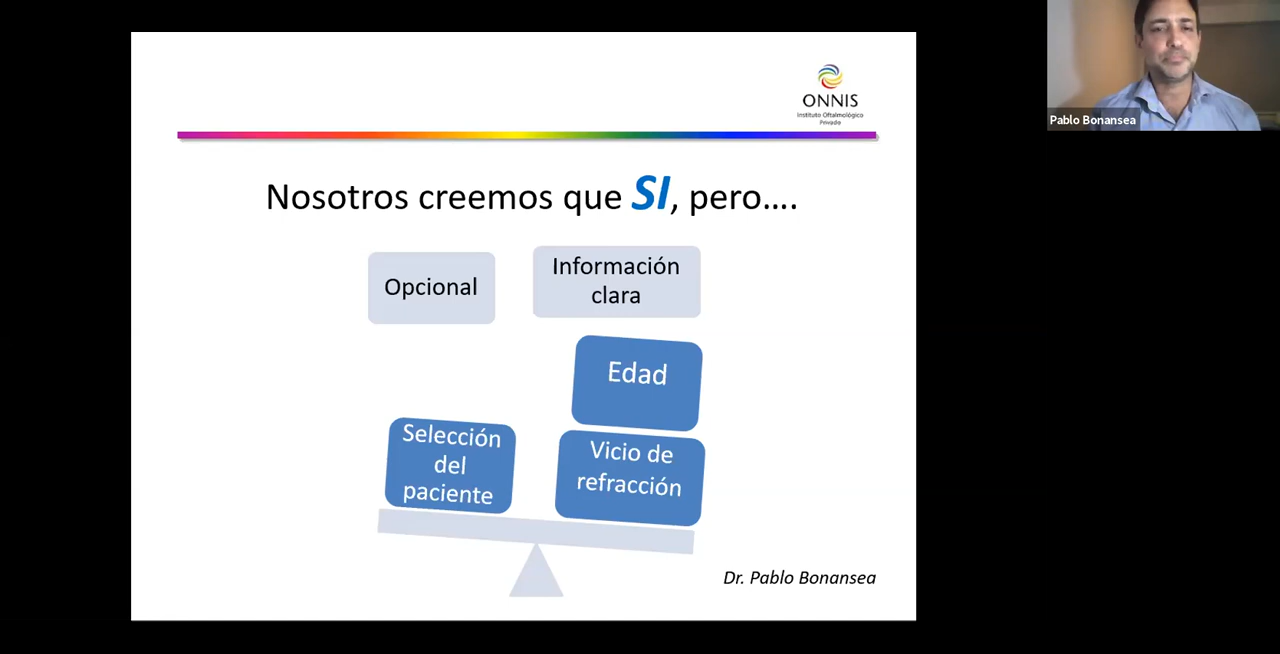 ONNIS
Instituto Oftalmológico
Privado
Pablo Bonansea
Nosotros creemos que SI, pero....
Opcional
Información
clara
Edad
Selección
del
paciente
Vicio de
refracción
Dr. Pablo Bonansea